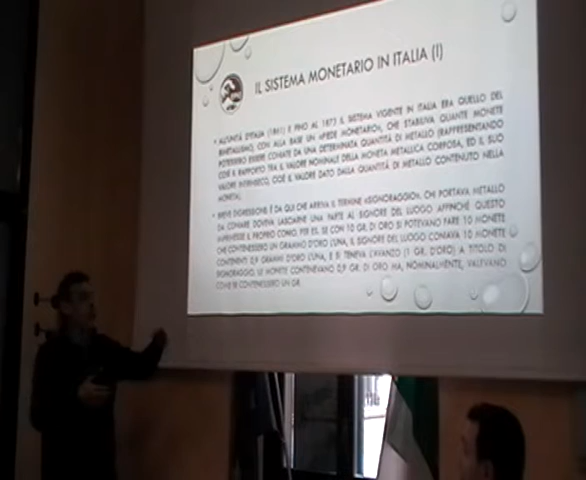 IL SISTEMA MONETARIO IN ITALIA (I)
• ALL'UNITÀ D'ITALIA (1861) E FINO AL 1873 IL SISTEMA VIGENTE IN ITALIA ERA QUELLO DEL
BIMETALLISMO, CON ALLA BASE UN «PIEDE MONETARIO», CHE STABILIVA QUANTE MONETE
POTEVANO ESSERE CONIATE DA UNA DETERMINATA QUANTITÀ DI METALLO (RAPPRESENTANDO
COSÌ IL RAPPORTO TRA IL VALORE NOMINALE DELLA MONETA METALLICA CORPOSA, ED IL SUO
VALORE INTRINSECO, CIOÈ IL VALORE DATO DALLA QUANTITÀ DI METALLO CONTENUTO NELLA
MONETA).
• BREVE DIGRESSIONE: È DA QUI CHE ARRIVA IL TERMINE «SIGNORAGGIO». CHI PORTAVA METALLO
DA CONIARE DOVEVA LASCIARNE UNA PARTE AL SIGNORE DEL LUOGO AFFINCHÉ QUESTO
IMPRIMESSE IL PROPRIO CONIO. PER ES. SE CON 10 GR. DI ORO SI POTEVANO FARE 10 MONETE
CHE CONTENESSERO UN GRAMMO D'ORO L'UNA, IL SIGNORE DEL LUOGO CONIAVA 10 MONETE
CONTENENTI 0,9 GRAMMI D'ORO L'UNA, E SI TENEVA L'AVANZO (1 GR. D'ORO) A TITOLO DI
SIGNORAGGIO. LE MONETE CONTENEVANO 0,9 GR. DI ORO MA, NOMINALMENTE, VALEVANO
COME SE CONTENESSERO UN GR.